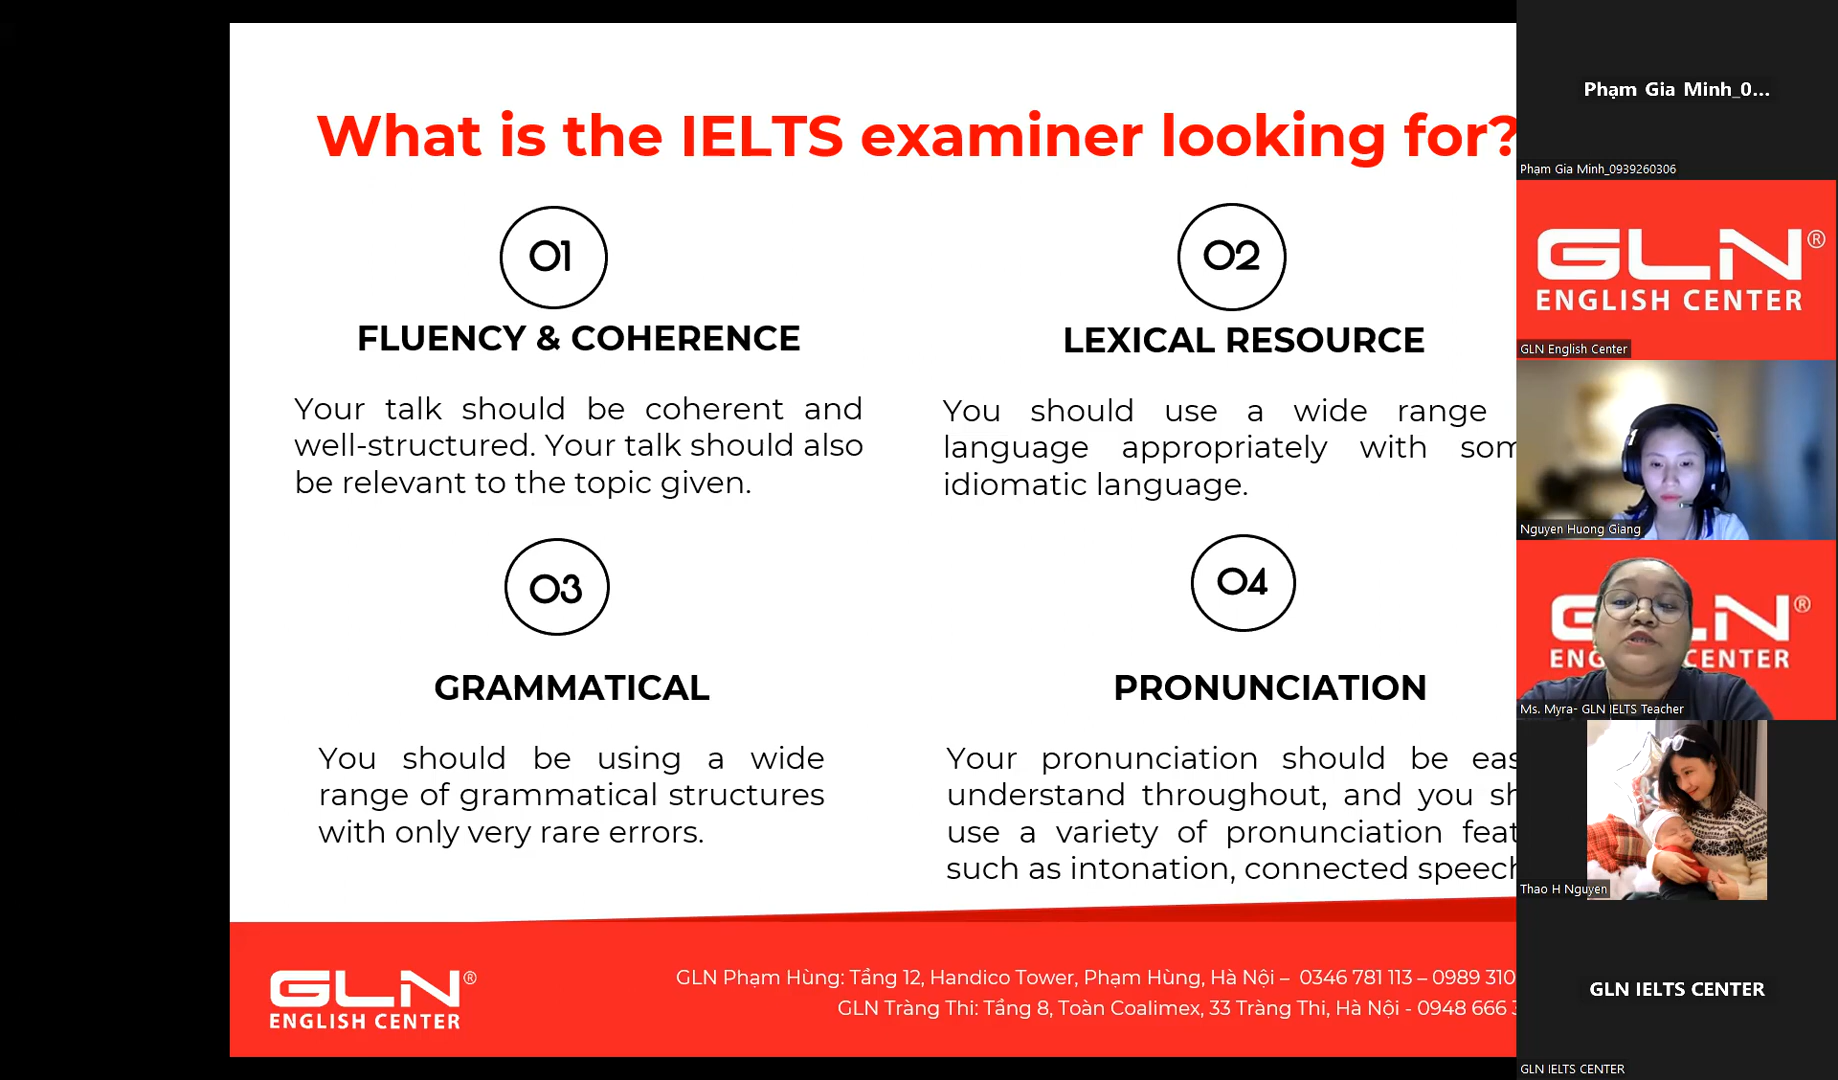 What is the IELTS examiner looking for?
01
FLUENCY & COHERENCE
Your talk should be coherent and
well-structured. Your talk should also
be relevant to the topic given.
02
LEXICAL RESOURCE
You should use a wide range
language appropriately with som
idiomatic language.
03
GRAMMATICAL
You should be using a wide
range of grammatical structures
with only very rare errors.
04
PRONUNCIATION
Your pronunciation should be eas
understand throughout, and you sh
use a variety of pronunciation feat
such as intonation, connected speech
GLN®
ENGLISH CENTER
GLN Phạm Hùng: Tầng 12, Handico Tower, Phạm Hùng, Hà Nội – 0346 781 113 – 0989 310
GLN Tràng Thi: Tầng 8, Toàn Coalimex, 33 Tràng Thi, Hà Nội - 0948 666
Phạm Gia Minh_0...
Phạm Gia Minh_0939260306
GLN®
ENGLISH CENTER
GLN English Center
Nguyen Huong Giang
G LN®
ENG CENTER
Ms. Myra- GLN IELTS Teacher
Thao H Nguyen
GLN IELTS CENTER
GLN IELTS CENTER